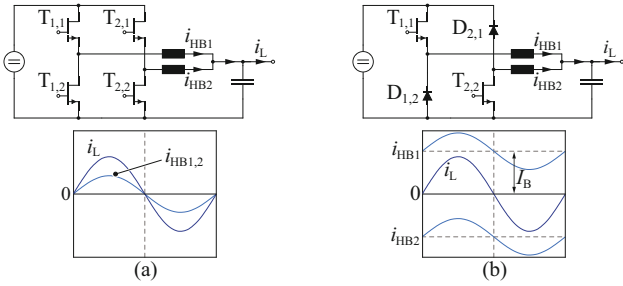 T1,1
T2,1
iHB1
iL
T1,2
T2,2
iHB2
iL
iHB1,2
0
(a)
T1,1
D2,1
iHB1
iL
D1,2
T2,2
iHB2
iHB1
iL
IB
0
iHB2
(b)